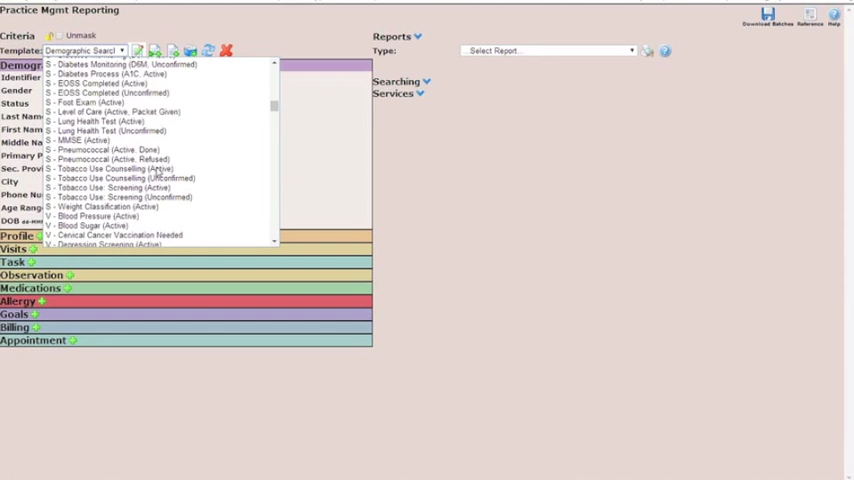 Practice Mgmt Reporting
Download Batches Reference Help
Criteria Unmask
Reports
Template: Demographic Searcl
Type: ...Select Report...
S - Diabetes Monitoring (D6M, Unconfirmed)
S - Diabetes Process (A1C, Active)
S - EOSS Completed (Active)
S - EOSS Completed (Unconfirmed)
S - Foot Exam (Active)
S - Level of Care (Active, Packet Given)
S - Lung Health Test (Active)
S - Lung Health Test (Unconfirmed)
S - MMSE (Active)
S - Pneumococcal (Active, Done)
S - Pneumococcal (Active, Refused)
S - Tobacco Use Counselling (Active)
S - Tobacco Use Counselling (Unconfirmed)
S - Tobacco Use: Screening (Active)
S - Tobacco Use: Screening (Unconfirmed)
S - Weight Classification (Active)
V - Blood Pressure (Active)
V - Blood Sugar (Active)
V - Cervical Cancer Vaccination Needed
V - Depression Screening (Active)
Demogr
Identifier
Gender
Status
Last Nam
First Nam
Middle Na
Primary P
Sec. Provi
City
Phone Nu
Age Rang
DOB dd-MM
Searching
Services
Profile
Visits
Task
Observation
Medications
Allergy
Goals
Billing
Appointment